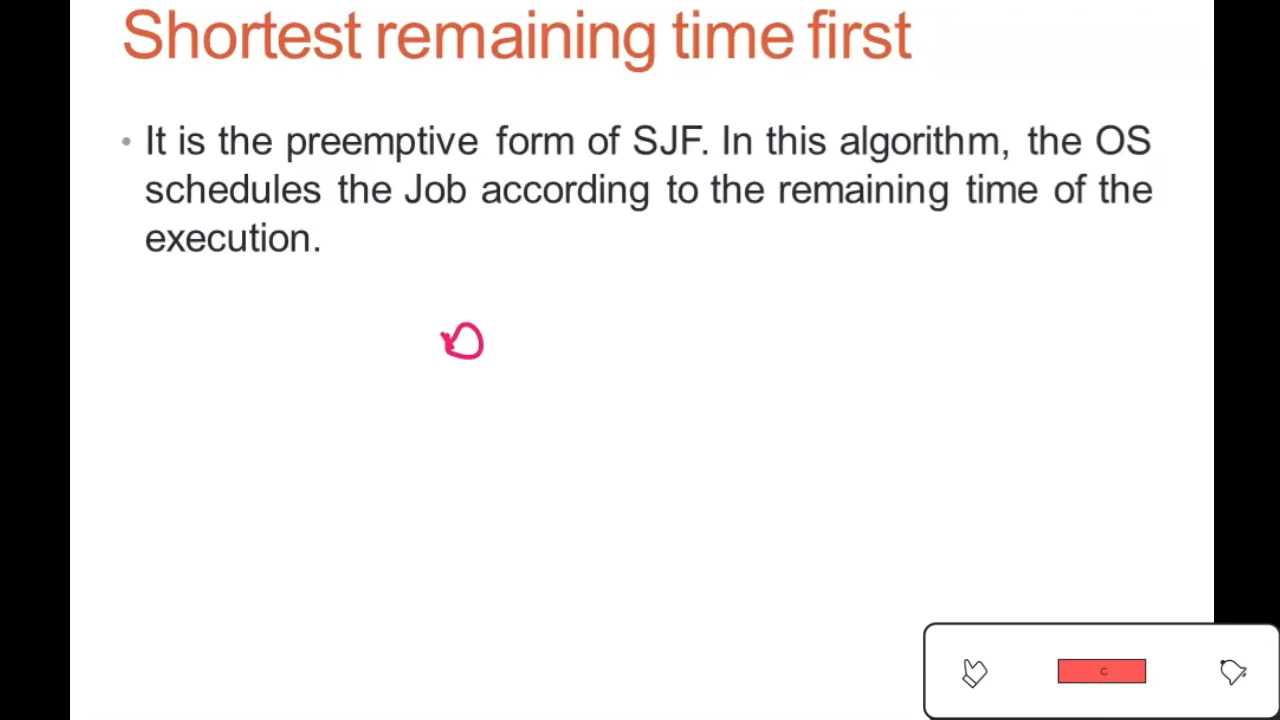 Shortest remaining time first
• It is the preemptive form of SJF. In this algorithm, the OS
schedules the Job according to the remaining time of the
execution.
C